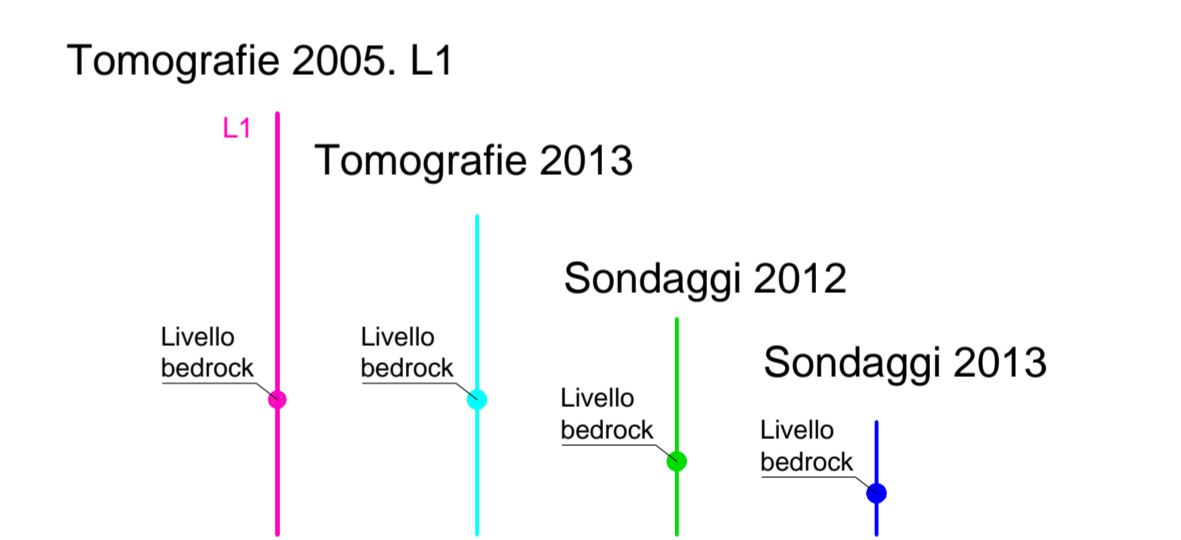 Tomografie 2005. L1
L1
Tomografie 2013
Sondaggi 2012
Livello
bedrock
Livello
bedrock
Sondaggi 2013
Livello
bedrock
Livello
bedrock